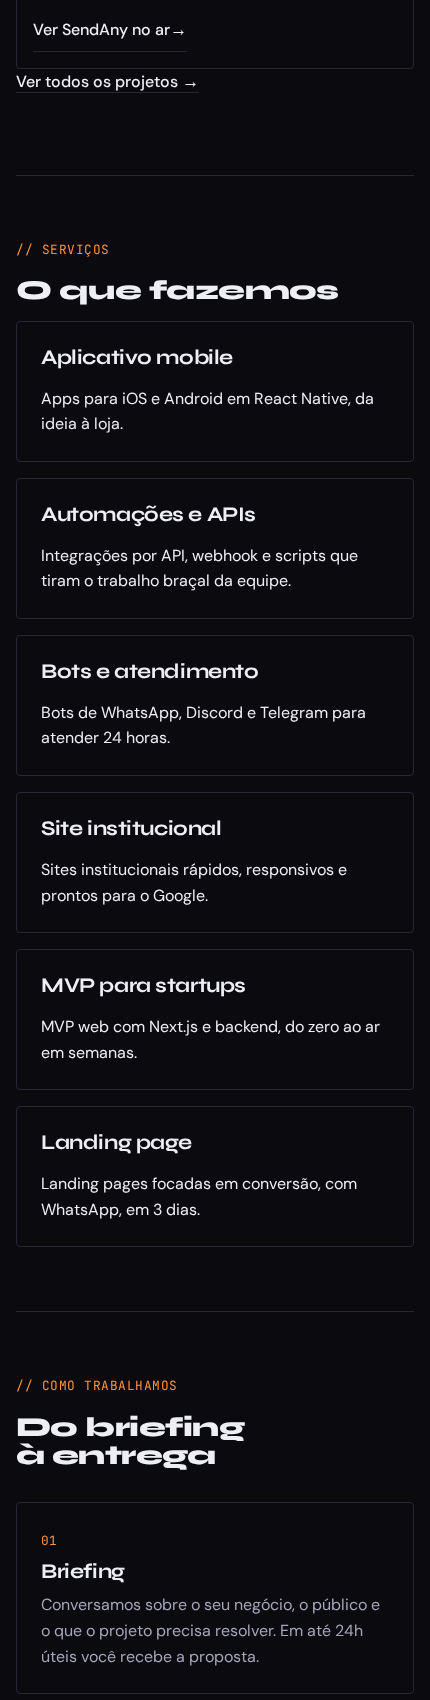 Ver SendAny no ar→
Ver todos os projetos →
// SERVIÇOS
O que fazemos
Aplicativo mobile
Apps para iOS e Android em React Native, da
ideia à loja.
Automações e APIs
Integrações por API, webhook e scripts que
tiram o trabalho braçal da equipe.
Bots e atendimento
Bots de WhatsApp, Discord e Telegram para
atender 24 horas.
Site institucional
Sites institucionais rápidos, responsivos e
prontos para o Google.
MVP para startups
MVP web com Next.js e backend, do zero ao ar
em semanas.
Landing page
Landing pages focadas em conversão, com
WhatsApp, em 3 dias.
// COMO TRABALHAMOS
Do briefing
à entrega
01
Briefing
Conversamos sobre o seu negócio, o público e
o que o projeto precisa resolver. Em até 24h
úteis você recebe a proposta.